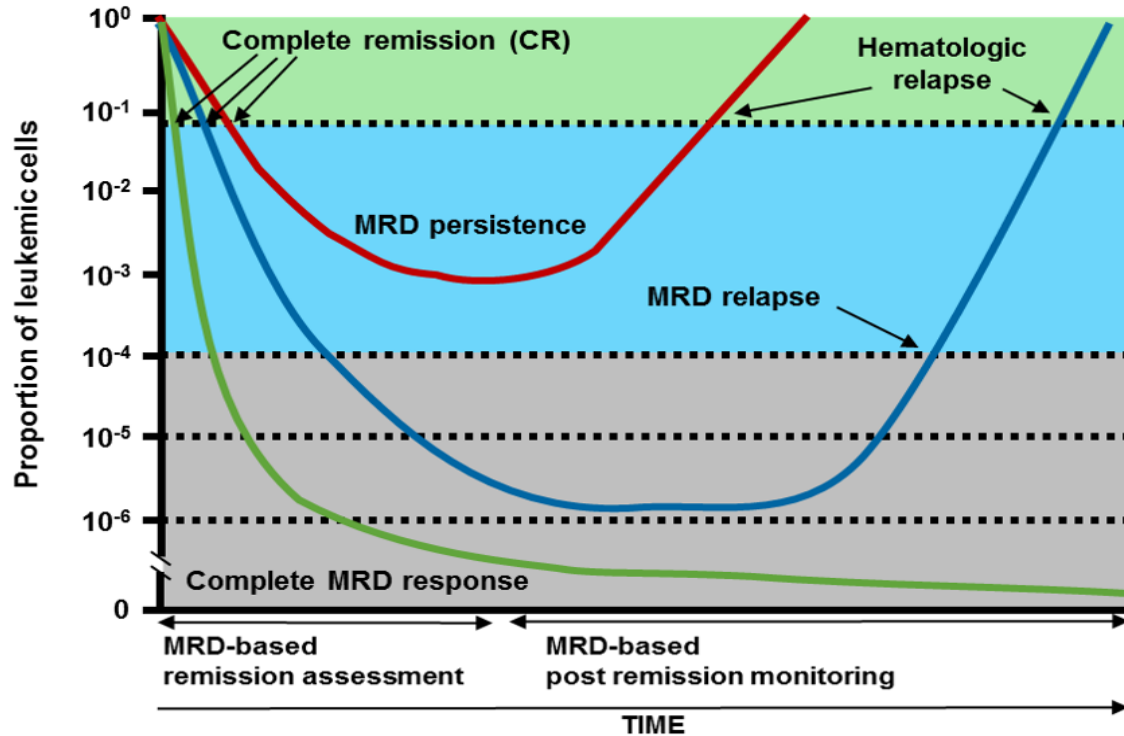 Proportion of leukemic cells
10⁰
10⁻¹
10⁻²
10⁻³
10⁻⁴
10⁻⁵
10⁻⁶
0
Complete remission (CR)
Hematologic
relapse
MRD persistence
MRD relapse
Complete MRD response
MRD-based
remission assessment
MRD-based
post remission monitoring
TIME